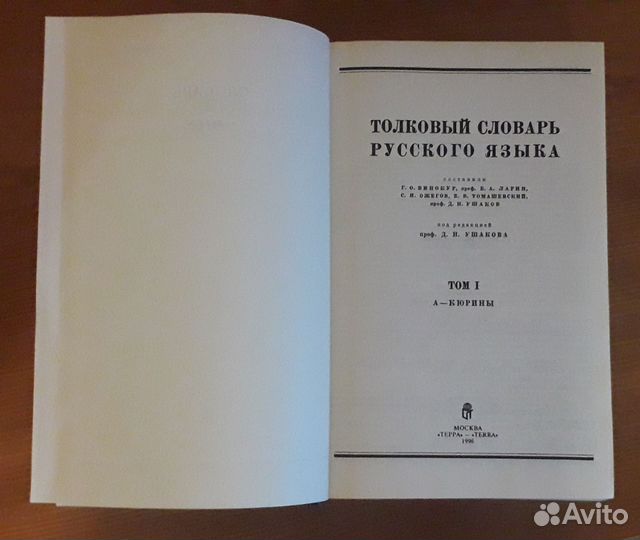 ТОЛКОВЫЙ СЛОВАРЬ
РУССКОГО ЯЗЫКА
составили
Г. О. ВИНОКУР, проф. Б. А. ЛАРИН,
С. И. ОЖЕГОВ, Б. В. ТОМАШЕВСКИЙ,
проф. Д. Н. УШАКОВ
под редакцией
проф. Д. Н. УШАКОВА
ТОМ I
А—КЮРИНЫ
МОСКВА
«ТЕРРА» – «TERRA»
1996
Avito